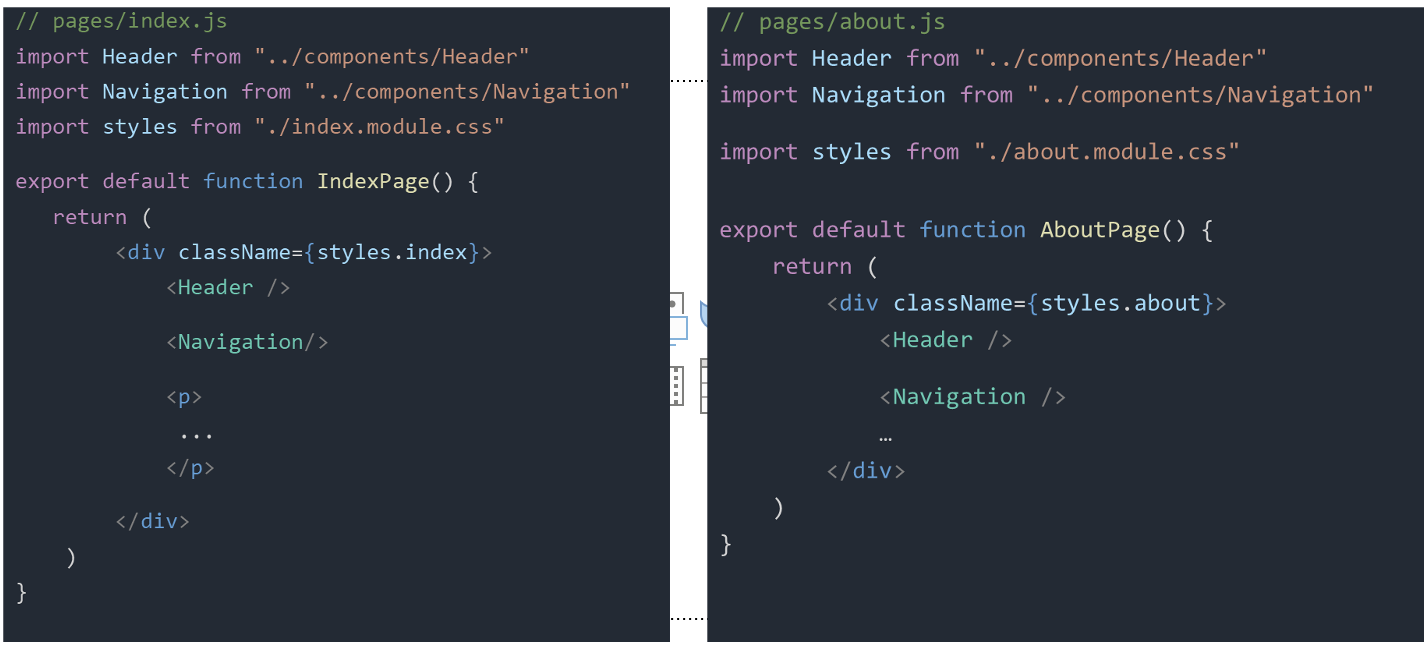 // pages/index.js
import Header from "../components/Header"
import Navigation from "../components/Navigation"
import styles from "./index.module.css"
export default function IndexPage() {
return (
<div className={styles.index}>
<Header />
<Navigation/>
<p>
...
</p>
</div>
)
}
// pages/about.js
import Header from "../components/Header"
import Navigation from "../components/Navigation"
import styles from "./about.module.css"
export default function AboutPage() {
return (
<div className={styles.about}>
<Header />
<Navigation />
…
</div>
)
}